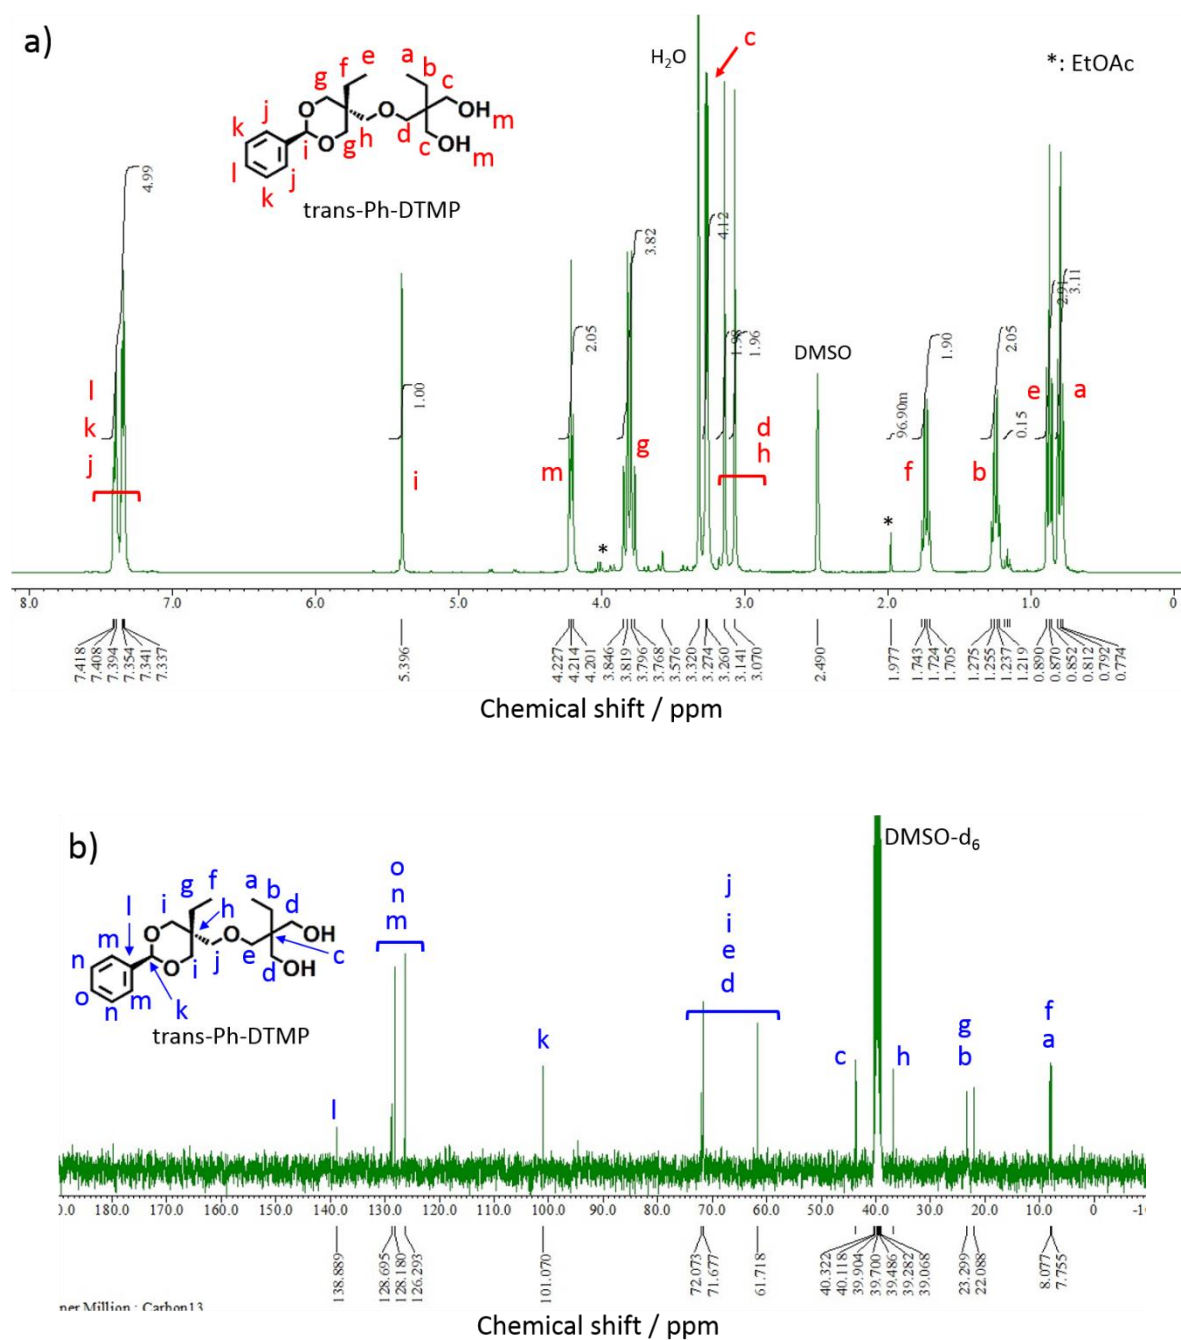 a)
e
a
f
b
g
c
O
O
OH
m
j
k
h
d
OH
m
O
i
g
c
l
j
k
trans-Ph-DTMP
H2O
c
*: EtOAc
4.99
1.00
2.05
3.82
4.12
1.98
1.96
DMSO
96.90m
1.90
2.05
0.15
2.91
3.11
l
k
j
i
m
g
d
h
f
b
e
a
*
*
8.0 7.0 6.0 5.0 4.0 3.0 2.0 1.0 0
7.418
7.408
7.394
7.354
7.341
7.337
5.396
4.227
4.214
4.201
3.846
3.819
3.796
3.768
3.576
3.320
3.274
3.260
3.141
3.070
2.490
1.977
1.743
1.724
1.705
1.275
1.255
1.237
1.219
0.890
0.870
0.852
0.812
0.792
0.774
Chemical shift / ppm
b)
g
f
a
b
l
i
h
d
O
O
OH
m
n
e
c
O
i
j
d
OH
o
m
n
k
trans-Ph-DTMP
o
n
m
j
i
e
d
DMSO-d6
l
k
c
h
g
b
f
a
0.0 180.0 170.0 160.0 150.0 140.0 130.0 120.0 110.0 100.0 90.0 80.0 70.0 60.0 50.0 40.0 30.0 20.0 10.0 0 -10
138.889
128.695
128.180
126.293
101.070
72.073
71.677
61.718
40.322
40.118
39.904
39.700
39.486
39.282
39.068
23.299
22.088
8.077
7.755
ner Million : Carbon13
Chemical shift / ppm